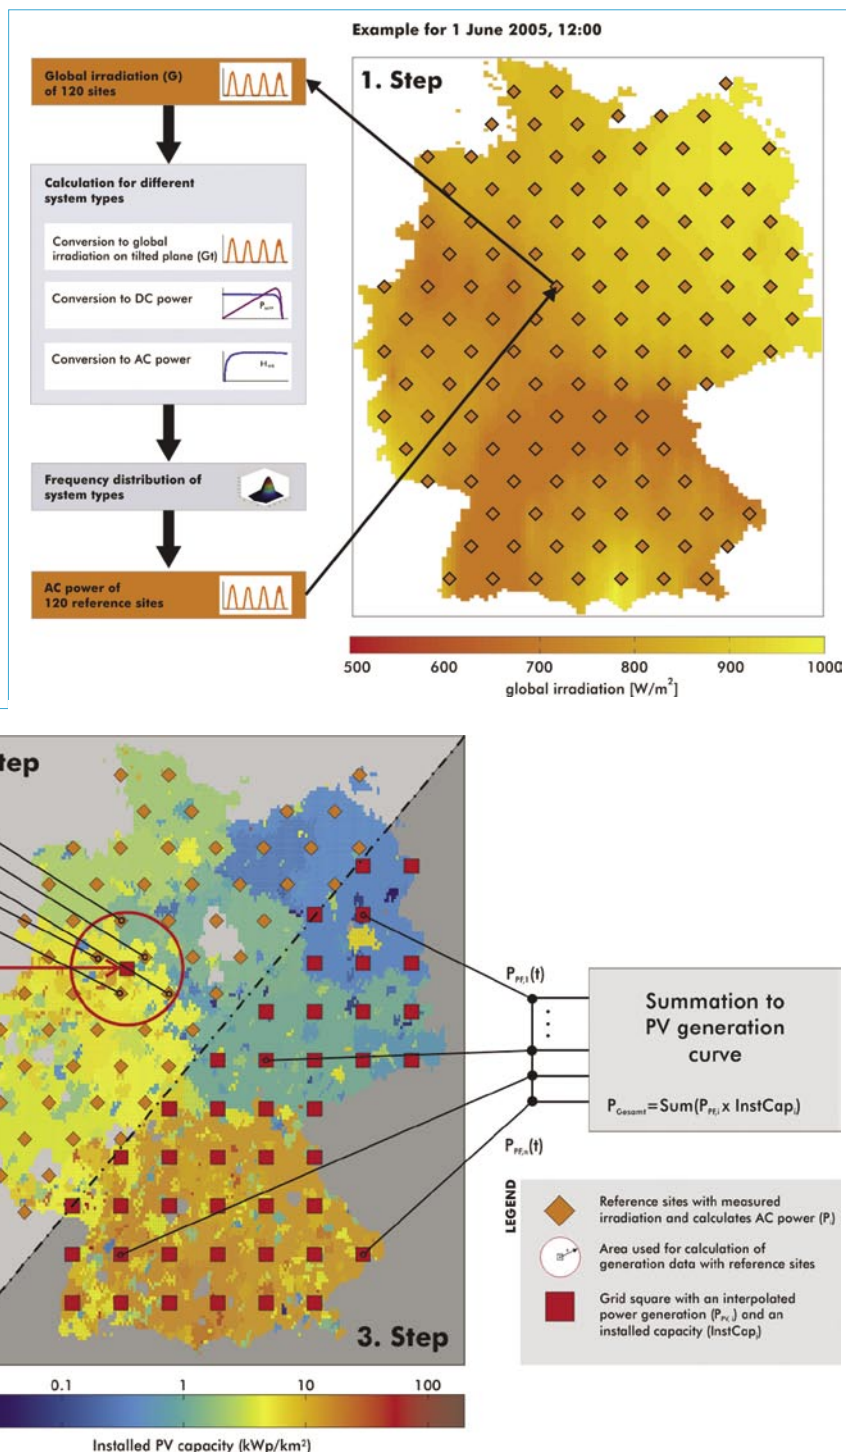 Example for 1 June 2005, 12:00
Global irradiation (G)
of 120 sites
1. Step
Calculation for different
system types
Conversion to global
irradiation on tilted plane (Gt)
Conversion to DC power
Conversion to AC power
Frequency distribution of
system types
AC power of
120 reference sites
500 600 700 800 900 1000
global irradiation [W/m²]
tep
P_PF,1(t)
Summation to
PV generation
curve
P_Gesamt=Sum(P_PF,i x InstCap_i)
P_PF,n(t)
LEGEND
Reference sites with measured
irradiation and calculates AC power (P_i)
Area used for calculation of
generation data with reference sites
Grid square with an interpolated
power generation (P_PV,j) and an
installed capacity (InstCap_j)
3. Step
0.1 1 10 100
Installed PV capacity (kWp/km²)